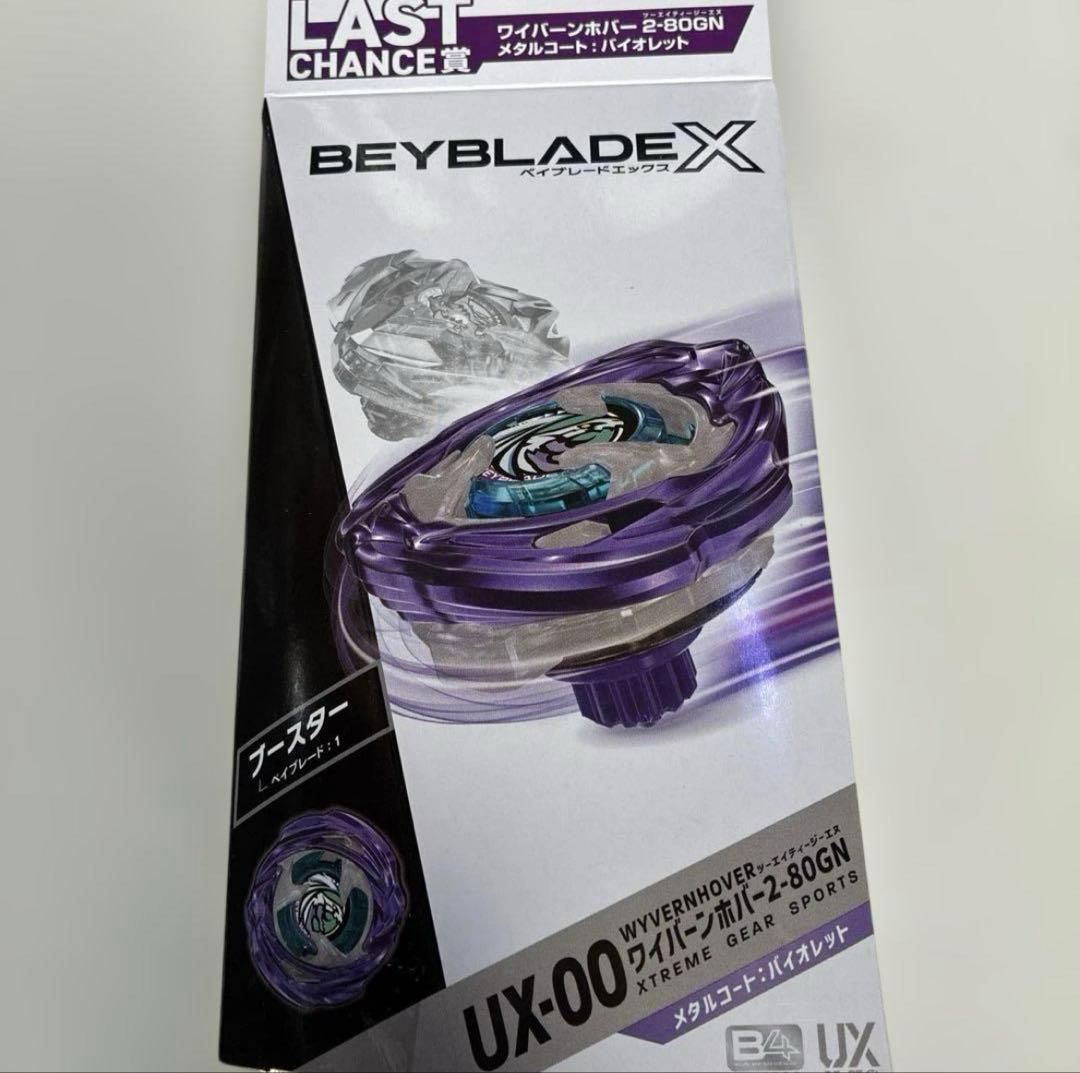 LAST
CHANCE賞
ツーエイティージーエヌ
ワイバーンホバー 2-80GN
メタルコート：バイオレット
BEYBLADE X
ベイブレードエックス
ブースター
ベイブレード：1
WYVERNHOVER ツーエイティージーエヌ
ワイバーンホバー2-80GN
UX-00
XTREME GEAR SPORTS
メタルコート：バイオレット
B4
UX